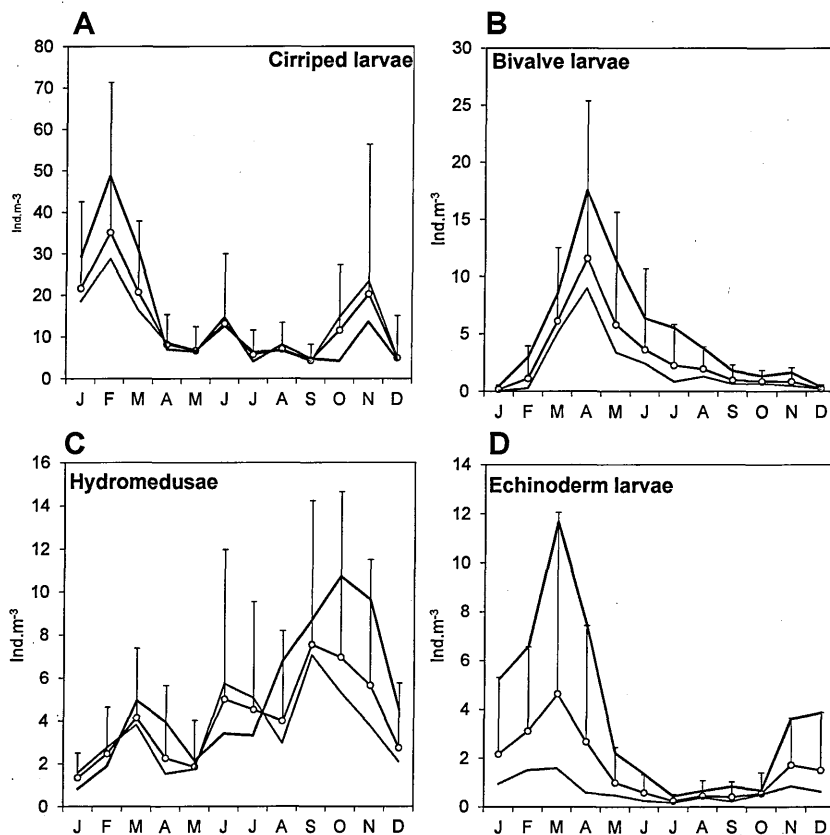 A
B
Cirriped larvae
Bivalve larvae
80
70
60
50
40
30
20
10
0
Ind.m-3
J F M A M J J A S O N D
30
25
20
15
10
5
0
Ind.m-3
J F M A M J J A S O N D
C
D
Hydromedusae
Echinoderm larvae
16
14
12
10
8
6
4
2
0
Ind.m-3
J F M A M J J A S O N D
14
12
10
8
6
4
2
0
Ind.m-3
J F M A M J J A S O N D